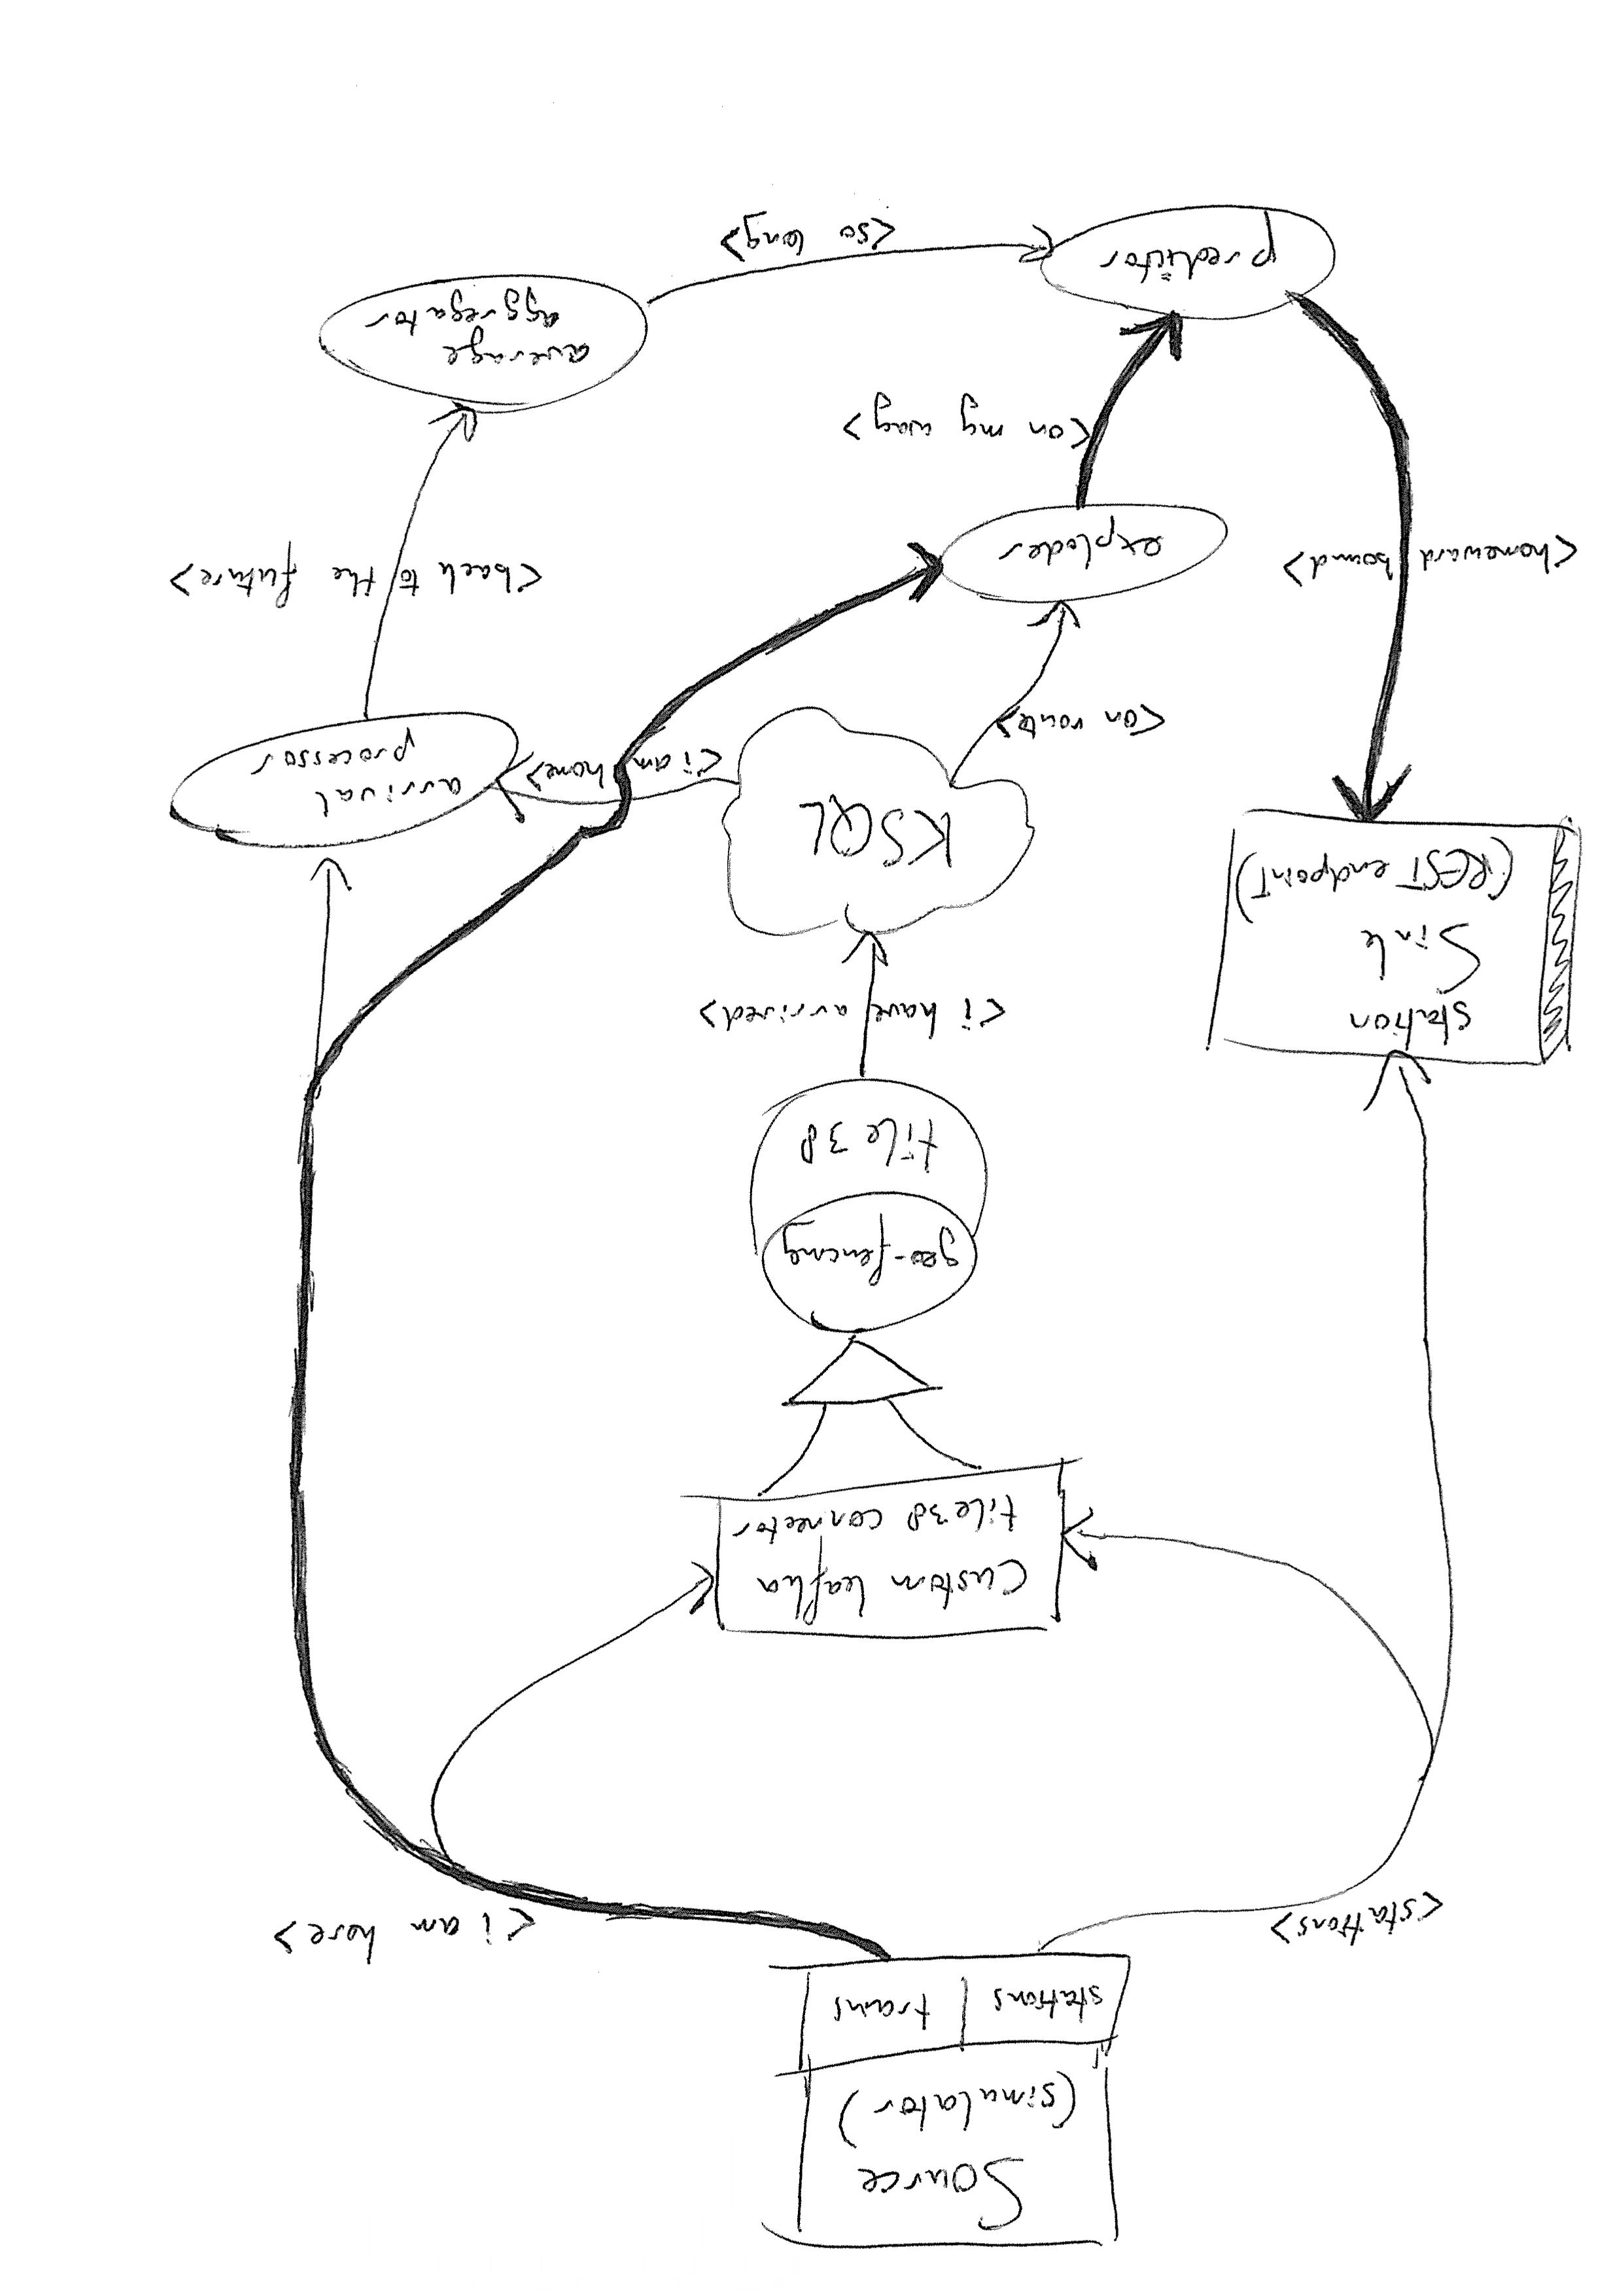 Source
(simulator)
stations | trains
<stations>
<i am here>
Custom kafka
tile38 connector
geo-fencing
tile 38
<i have arrived>
station
Sink
(REST endpoint)
KSQL
<i am home>
arrival
processor
<on route>
<back to the future>
<homeward bound>
exploder
<on my way>
average
aggregator
<so long>
predictor